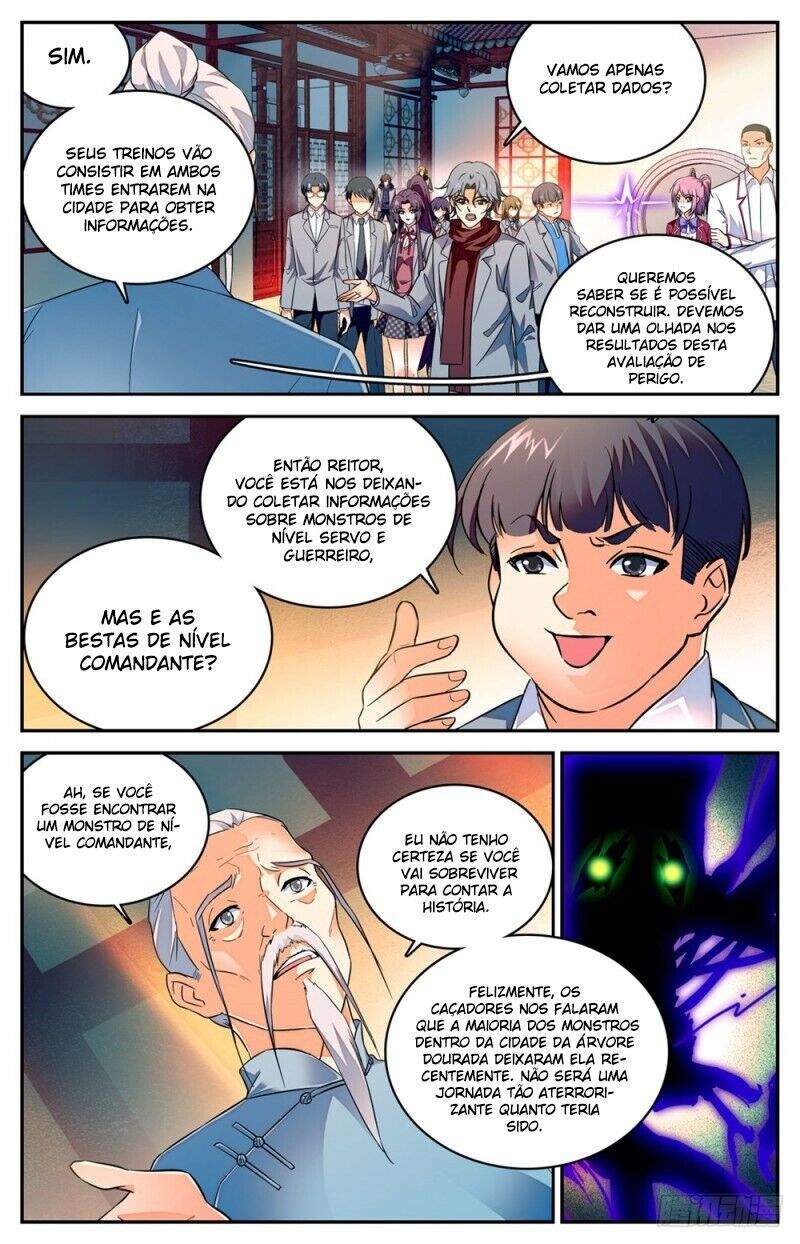 VAMOS APENAS
COLETAR DADOS?
SIM.
SEUS TREINOS VÃO
CONSISTIR EM AMBOS
TIMES ENTRAREM NA
CIDADE PARA OBTER
INFORMAÇÕES.
QUEREMOS
SABER SE É POSSÍVEL
RECONSTRUIR. DEVEMOS
DAR UMA OLHADA NOS
RESULTADOS DESTA
AVALIAÇÃO DE
PERIGO.
ENTÃO REITOR,
VOCÊ ESTÁ NOS DEIXAN-
DO COLETAR INFORMAÇÕES
SOBRE MONSTROS DE
NÍVEL SERVO E
GUERREIRO,
MAS E AS
BESTAS DE NÍVEL
COMANDANTE?
AH, SE VOCÊ
FOSSE ENCONTRAR
UM MONSTRO DE NÍ-
VEL COMANDANTE,
EU NÃO TENHO
CERTEZA SE VOCÊ
VAI SOBREVIVER
PARA CONTAR A
HISTÓRIA.
FELIZMENTE, OS
CAÇADORES NOS FALARAM
QUE A MAIORIA DOS MONSTROS
DENTRO DA CIDADE DA ÁRVORE
DOURADA DEIXARAM ELA RE-
CENTEMENTE. NÃO SERÁ UMA
JORNADA TÃO ATERRORI-
ZANTE QUANTO TERIA
SIDO.
腾讯动漫